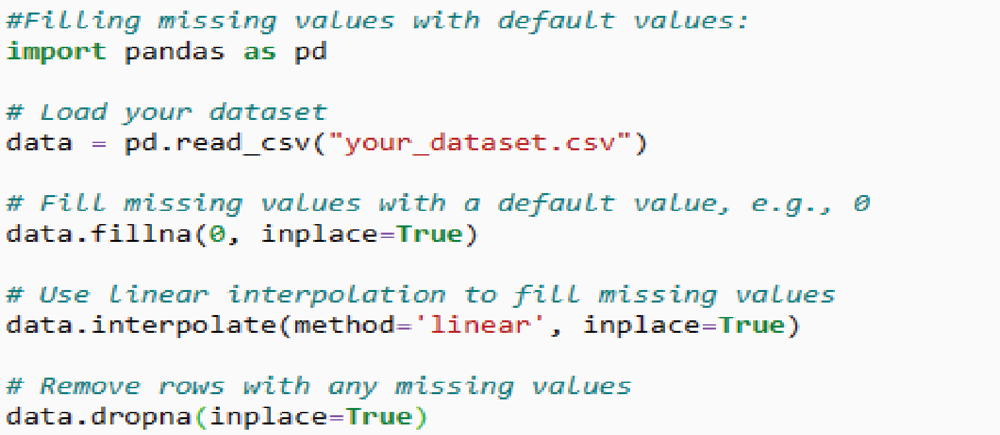 #Filling missing values with default values:
import pandas as pd
# Load your dataset
data = pd.read_csv("your_dataset.csv")
# Fill missing values with a default value, e.g., 0
data.fillna(0, inplace=True)
# Use linear interpolation to fill missing values
data.interpolate(method='linear', inplace=True)
# Remove rows with any missing values
data.dropna(inplace=True)